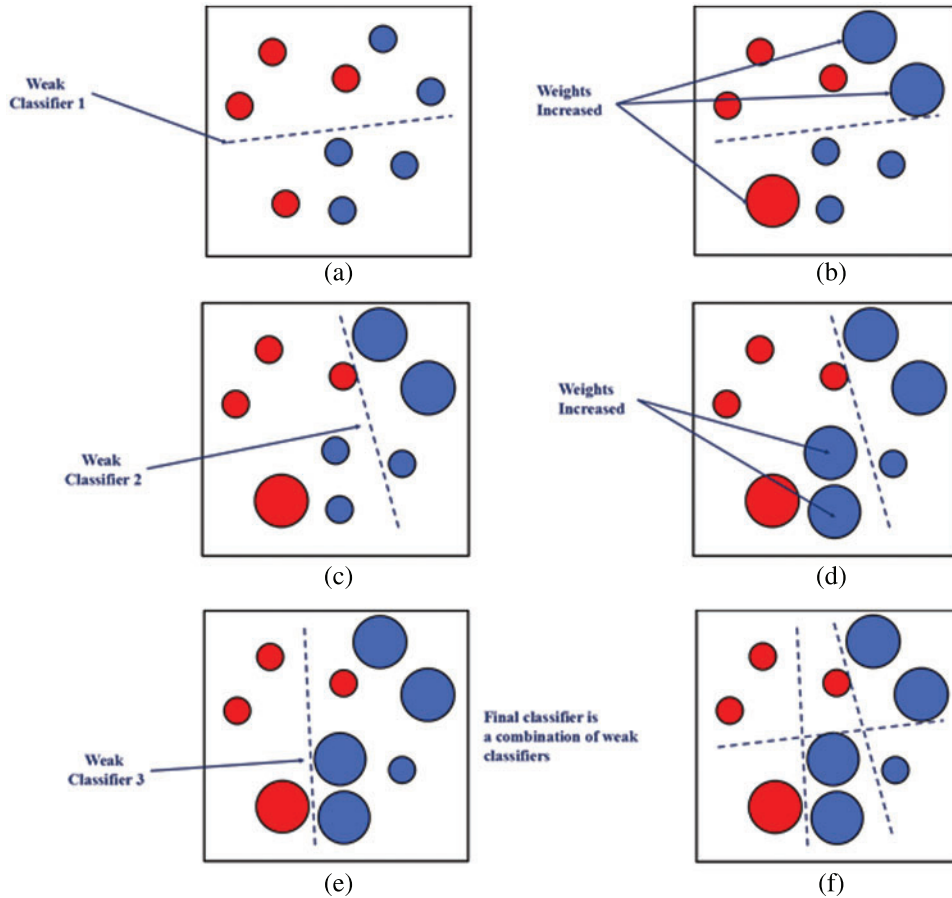 Weak
Classifier 1
Weights
Increased
(a)
(b)
Weak
Classifier 2
Weights
Increased
(c)
(d)
Weak
Classifier 3
Final classifier is
a combination of weak
classifiers
(e)
(f)